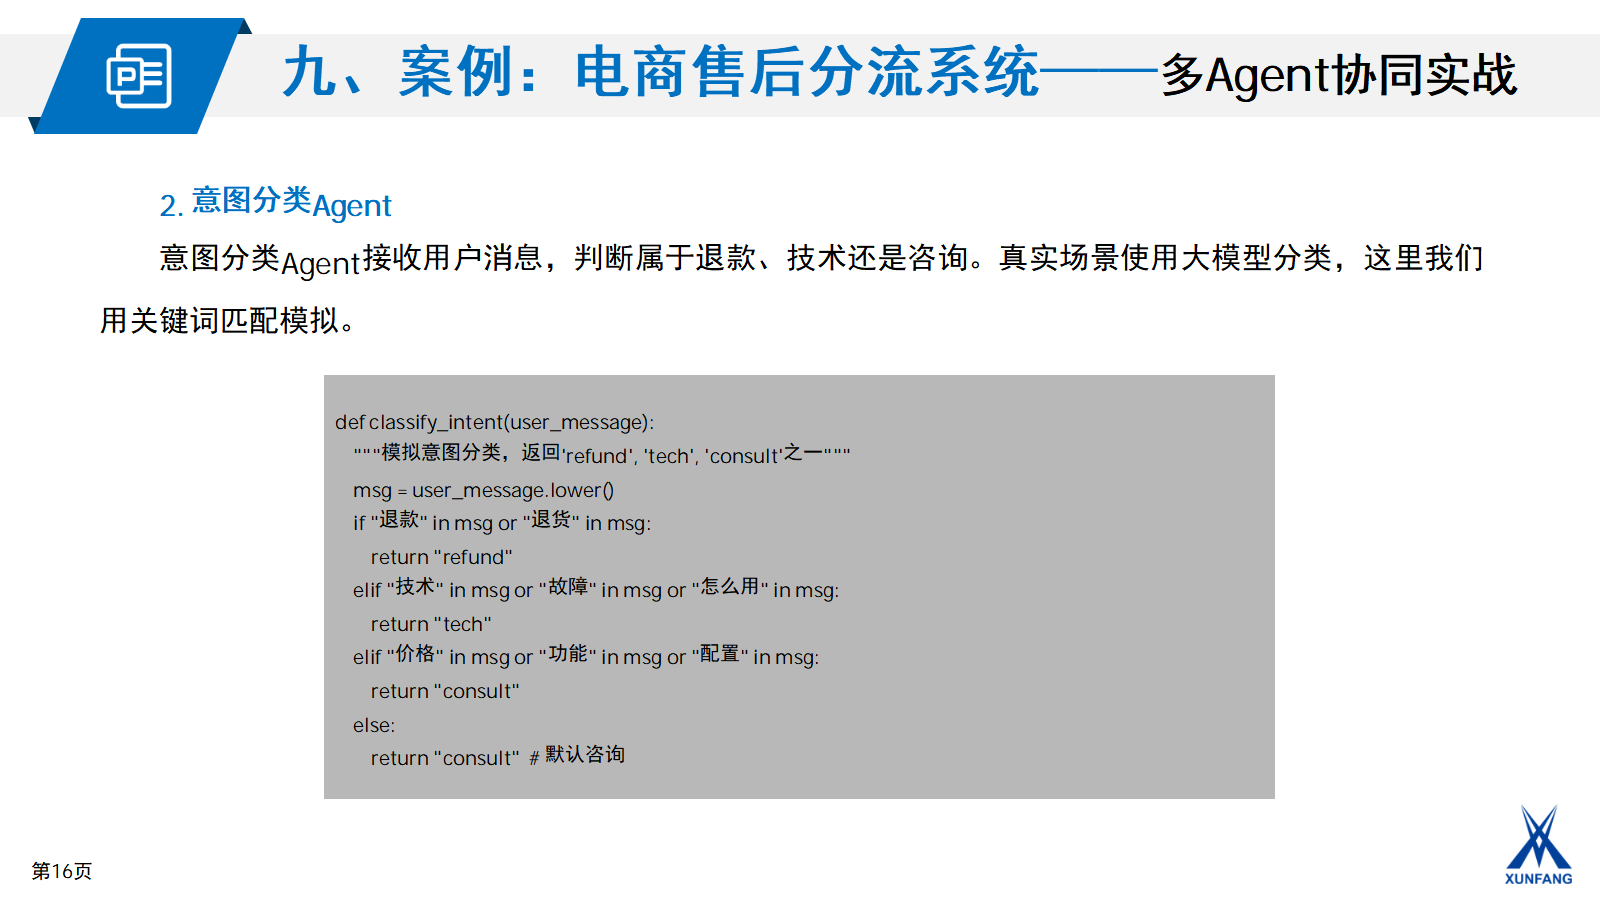 九、案例：电商售后分流系统——多Agent协同实战
2. 意图分类Agent
意图分类Agent接收用户消息，判断属于退款、技术还是咨询。真实场景使用大模型分类，这里我们
用关键词匹配模拟。
def classify_intent(user_message):
"""模拟意图分类，返回'refund', 'tech', 'consult'之一"""
msg = user_message.lower()
if "退款" in msg or "退货" in msg:
return "refund"
elif "技术" in msg or "故障" in msg or "怎么用" in msg:
return "tech"
elif "价格" in msg or "功能" in msg or "配置" in msg:
return "consult"
else:
return "consult" # 默认咨询
第16页
XUNFANG